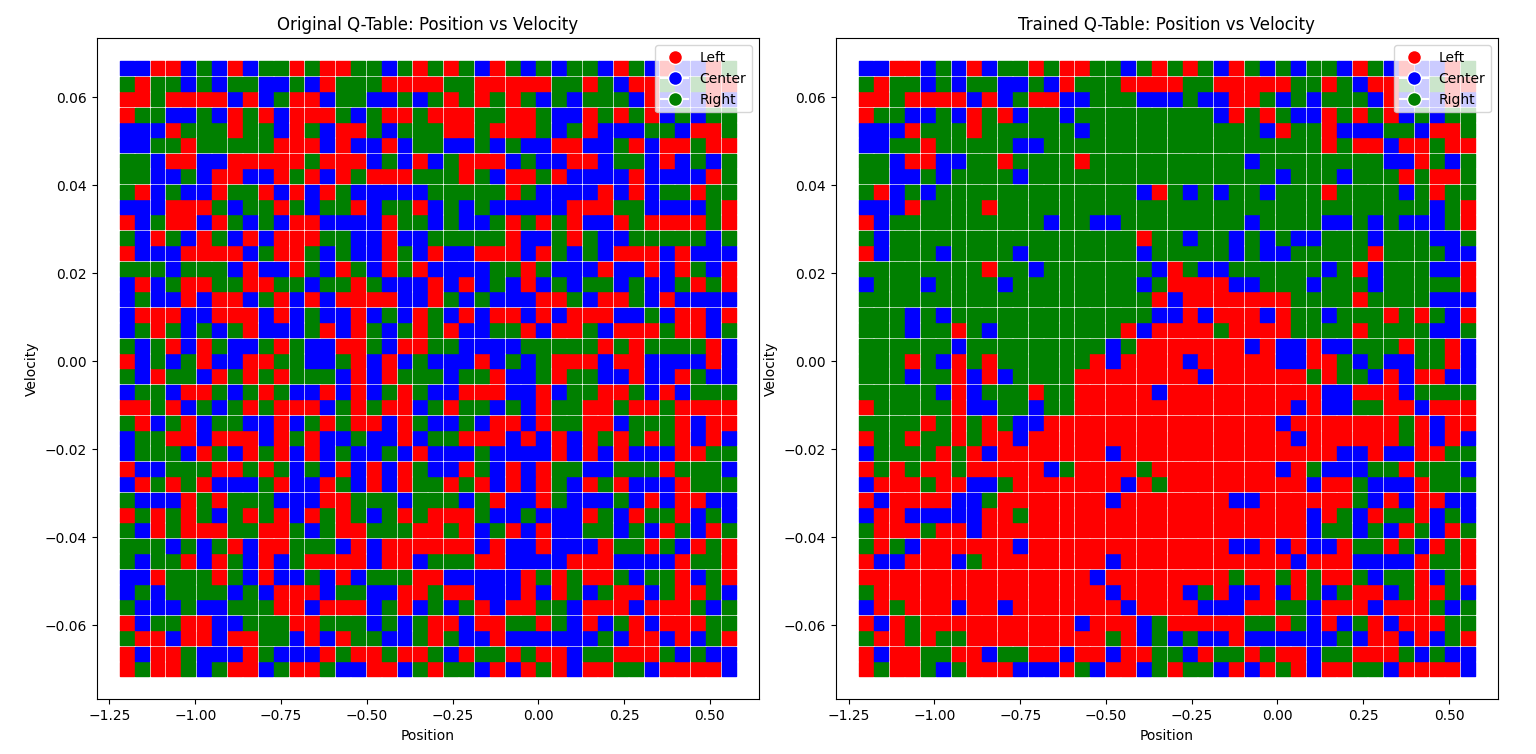 Original Q-Table: Position vs Velocity
Left
Center
Right
0.06
0.04
0.02
0.00
−0.02
−0.04
−0.06
Velocity
−1.25
−1.00
−0.75
−0.50
−0.25
0.00
0.25
0.50
Position
Trained Q-Table: Position vs Velocity
Left
Center
Right
0.06
0.04
0.02
0.00
−0.02
−0.04
−0.06
Velocity
−1.25
−1.00
−0.75
−0.50
−0.25
0.00
0.25
0.50
Position